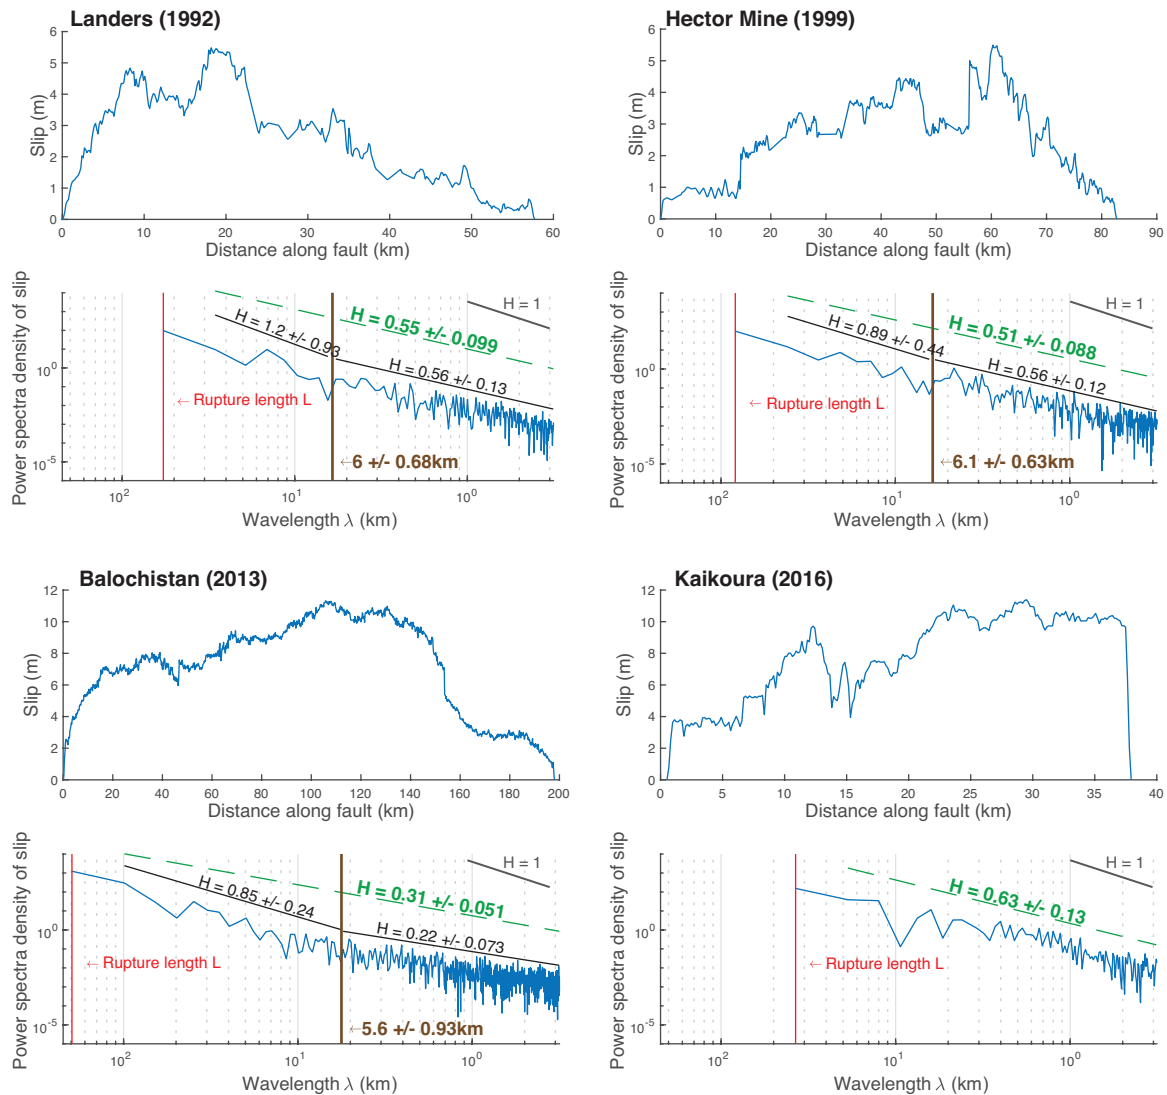 Landers (1992)
Slip (m)
6
5
4
3
2
1
0
0 10 20 30 40 50 60
Distance along fault (km)
Hector Mine (1999)
Slip (m)
6
5
4
3
2
1
0
0 10 20 30 40 50 60 70 80 90
Distance along fault (km)
Power spectra density of slip
10^0
10^-5
H = 1
H = 0.55 +/- 0.099
H = 1.2 +/- 0.93
H = 0.56 +/- 0.13
← Rupture length L
←6 +/- 0.68km
10^2 10^1 10^0
Wavelength λ (km)
Power spectra density of slip
10^0
10^-5
H = 1
H = 0.51 +/- 0.088
H = 0.89 +/- 0.44
H = 0.56 +/- 0.12
← Rupture length L
←6.1 +/- 0.63km
10^2 10^1 10^0
Wavelength λ (km)
Balochistan (2013)
Slip (m)
12
10
8
6
4
2
0
0 20 40 60 80 100 120 140 160 180 200
Distance along fault (km)
Kaikoura (2016)
Slip (m)
12
10
8
6
4
2
0
0 5 10 15 20 25 30 35 40
Distance along fault (km)
Power spectra density of slip
10^0
10^-5
H = 1
H = 0.31 +/- 0.051
H = 0.85 +/- 0.24
H = 0.22 +/- 0.073
← Rupture length L
←5.6 +/- 0.93km
10^2 10^1 10^0
Wavelength λ (km)
Power spectra density of slip
10^0
10^-5
H = 1
H = 0.63 +/- 0.13
← Rupture length L
10^2 10^1 10^0
Wavelength λ (km)